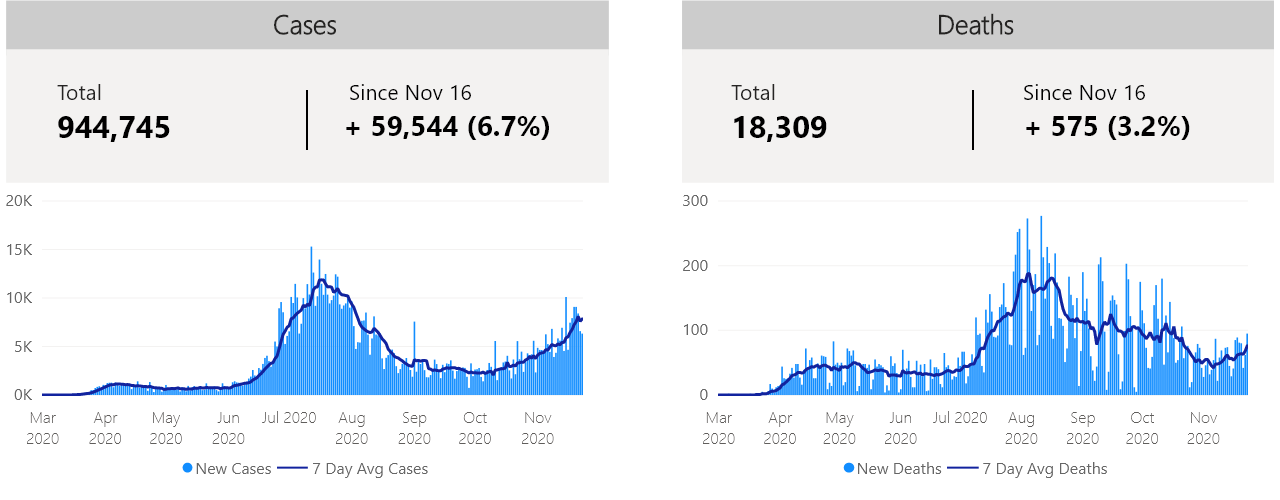 Cases
Total
944,745
Since Nov 16
+ 59,544 (6.7%)
20K
15K
10K
5K
0K
Mar 2020
Apr 2020
May 2020
Jun 2020
Jul 2020
Aug 2020
Sep 2020
Oct 2020
Nov 2020
New Cases
7 Day Avg Cases
Deaths
Total
18,309
Since Nov 16
+ 575 (3.2%)
300
200
100
0
Mar 2020
Apr 2020
May 2020
Jun 2020
Jul 2020
Aug 2020
Sep 2020
Oct 2020
Nov 2020
New Deaths
7 Day Avg Deaths